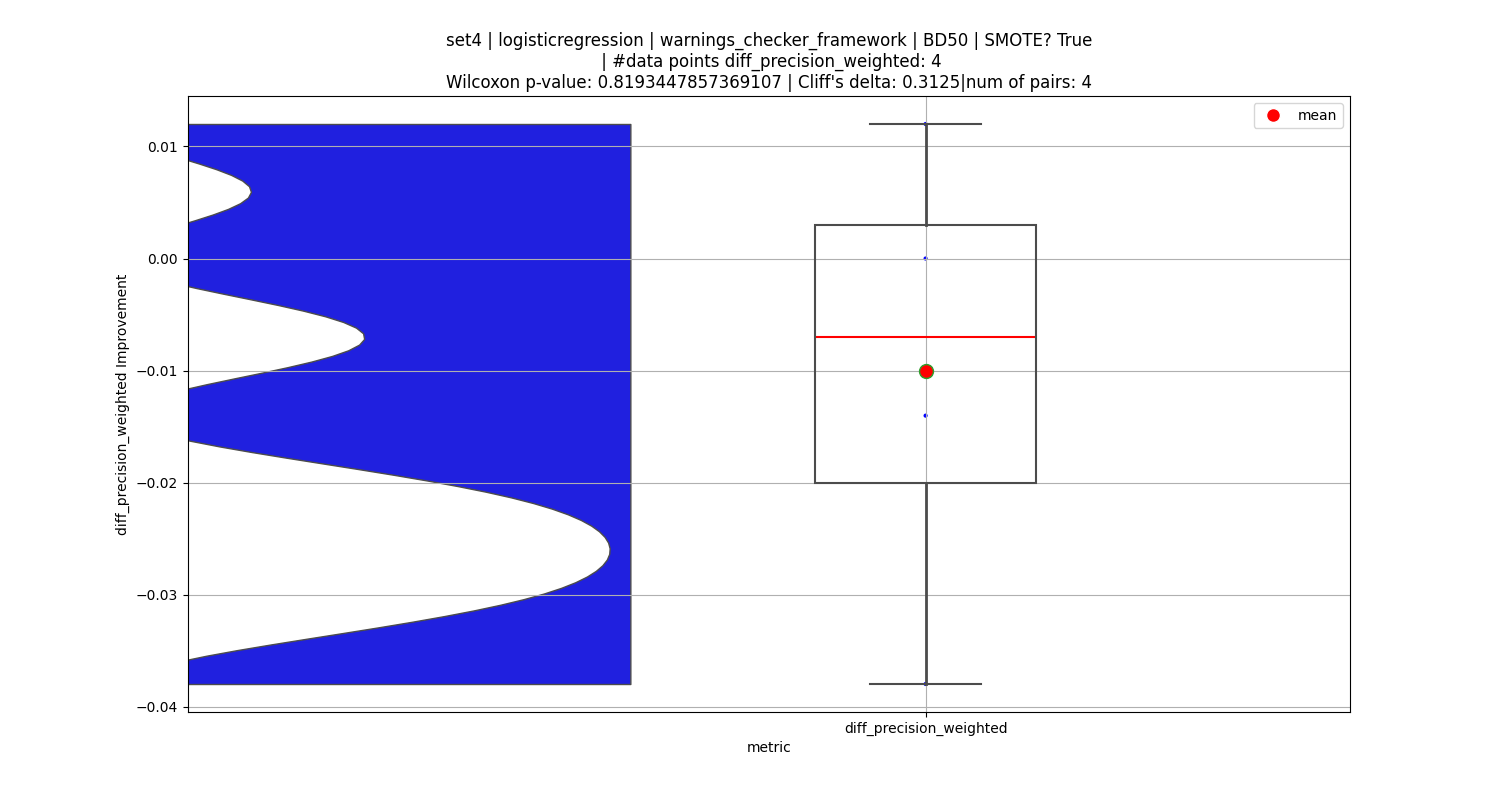 set4 | logisticregression | warnings_checker_framework | BD50 | SMOTE? True
| #data points diff_precision_weighted: 4
Wilcoxon p-value: 0.8193447857369107 | Cliff's delta: 0.3125|num of pairs: 4
mean
0.01
0.00
−0.01
−0.02
−0.03
−0.04
diff_precision_weighted Improvement
diff_precision_weighted
metric